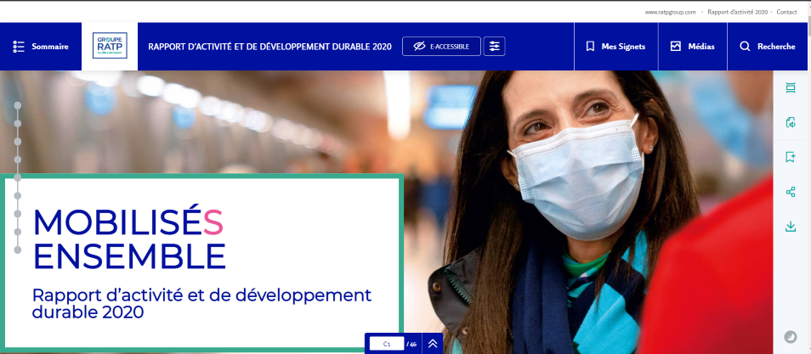 www.ratpgroup.com · Rapport d'activité 2020 · Contact
Sommaire
GROUPE
RATP
RAPPORT D'ACTIVITÉ ET DE DÉVELOPPEMENT DURABLE 2020
E-ACCESSIBLE
Mes Signets
Médias
Recherche
MOBILISÉS
ENSEMBLE
Rapport d'activité et de développement
durable 2020
C1 / 46